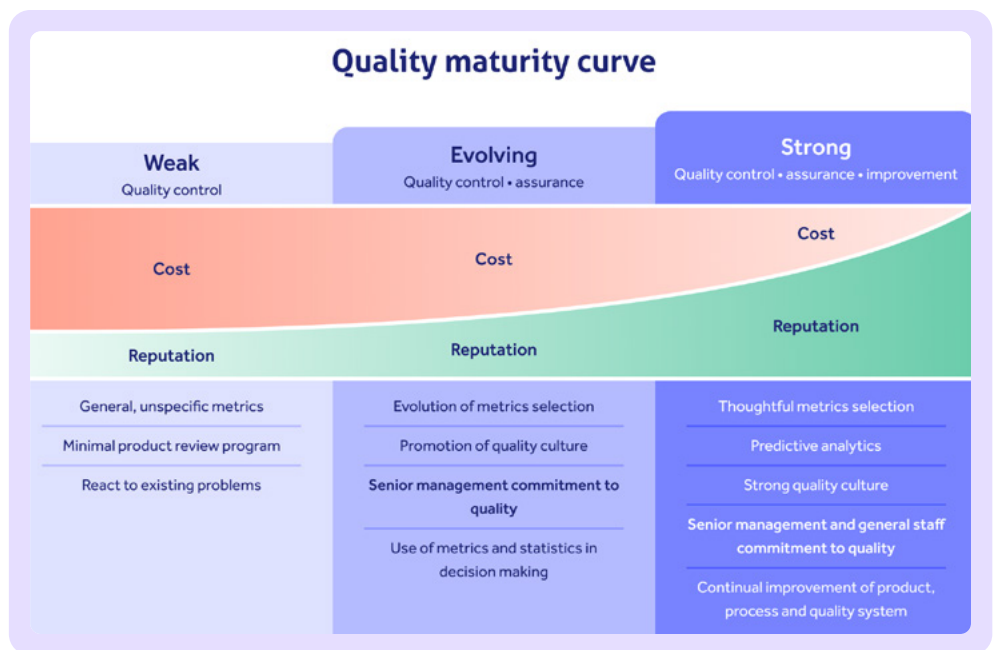 Quality maturity curve
Weak
Quality control
Evolving
Quality control • assurance
Strong
Quality control • assurance • improvement
Cost
Cost
Cost
Reputation
Reputation
Reputation
General, unspecific metrics
Minimal product review program
React to existing problems
Evolution of metrics selection
Promotion of quality culture
Senior management commitment to
quality
Use of metrics and statistics in
decision making
Thoughtful metrics selection
Predictive analytics
Strong quality culture
Senior management and general staff
commitment to quality
Continual improvement of product,
process and quality system